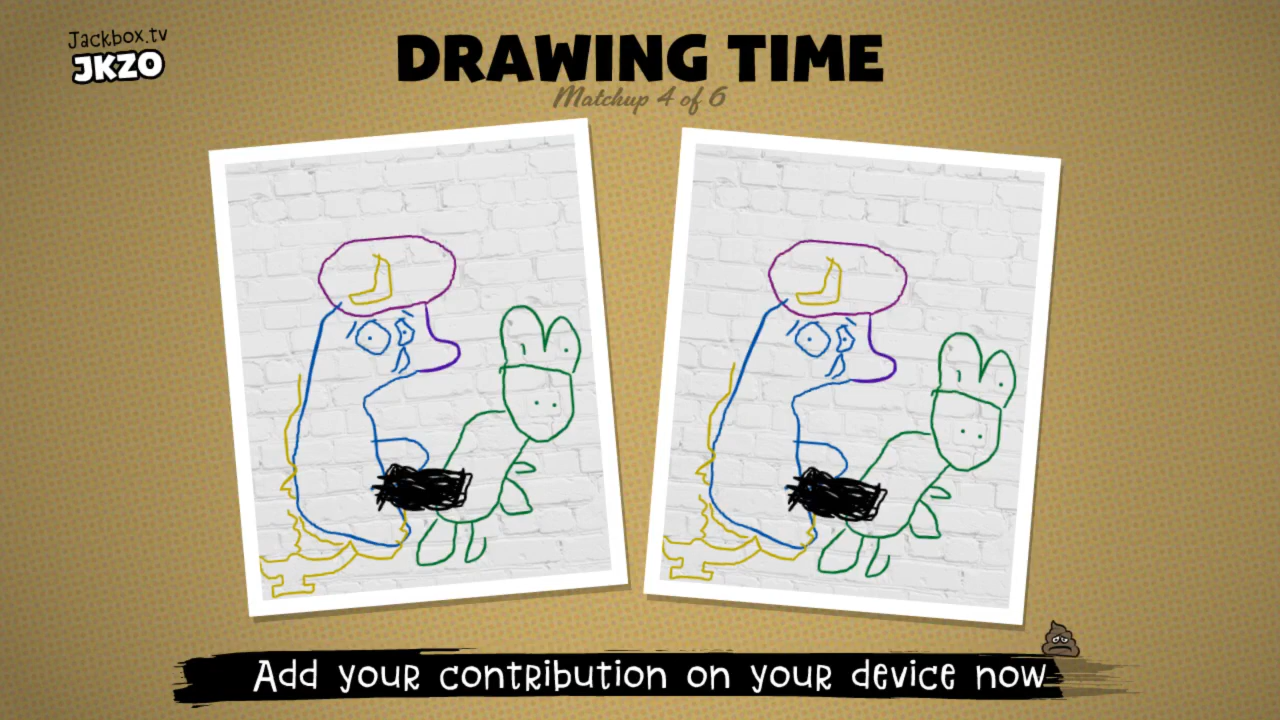 Jackbox.tv
JKZO
DRAWING TIME
Matchup 4 of 6
Add your contribution on your device now